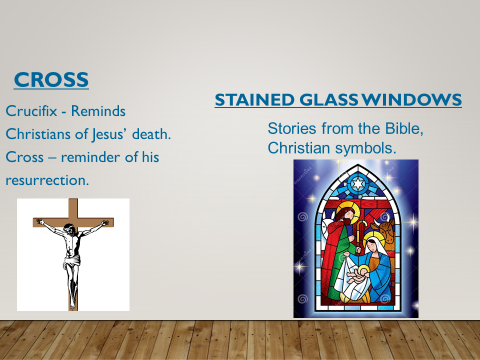 CROSS
Crucifix - Reminds
Christians of Jesus’ death.
Cross – reminder of his
resurrection.
STAINED GLASS WINDOWS
Stories from the Bible,
Christian symbols.